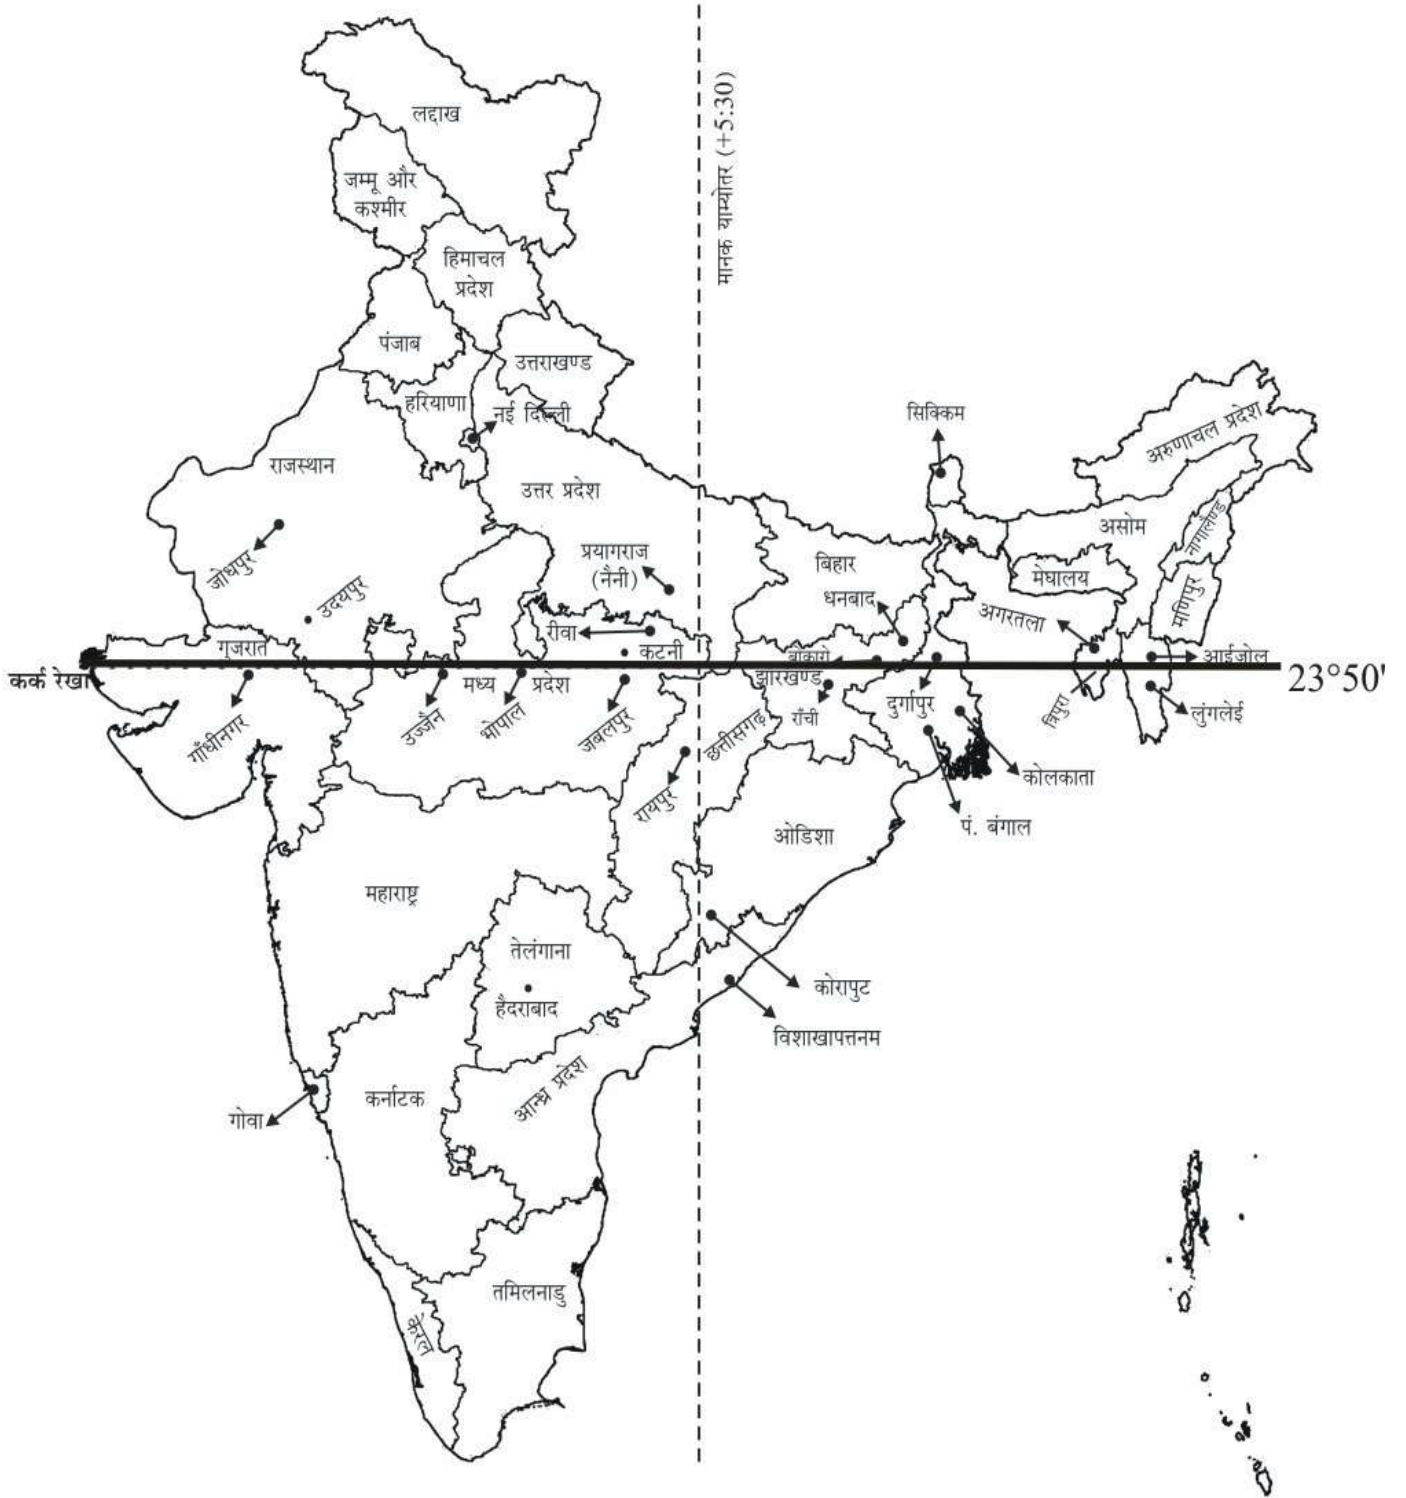 लद्दाख
मानक याम्योत्तर (+5:30)
जम्मू और
कश्मीर
हिमाचल
प्रदेश
पंजाब
उत्तराखण्ड
हरियाणा
नई दिल्ली
सिक्किम
अरुणाचल प्रदेश
राजस्थान
उत्तर प्रदेश
असोम
नागालैण्ड
जोधपुर
प्रयागराज
(नैनी)
बिहार
मेघालय
मणिपुर
उदयपुर
धनबाद
अगरतला
रीवा
गुजरात
कटनी
बोकारो
आईजोल
कर्क रेखा
23°50'
मध्य प्रदेश
झारखण्ड
गाँधीनगर
उज्जैन
भोपाल
जबलपुर
छत्तीसगढ़
राँची
दुर्गापुर
त्रिपुरा
लुंगलेई
कोलकाता
रायपुर
पं. बंगाल
ओडिशा
महाराष्ट्र
तेलंगाना
हैदराबाद
कोरापुट
विशाखापत्तनम
आन्ध्र प्रदेश
कर्नाटक
गोवा
तमिलनाडु
केरल